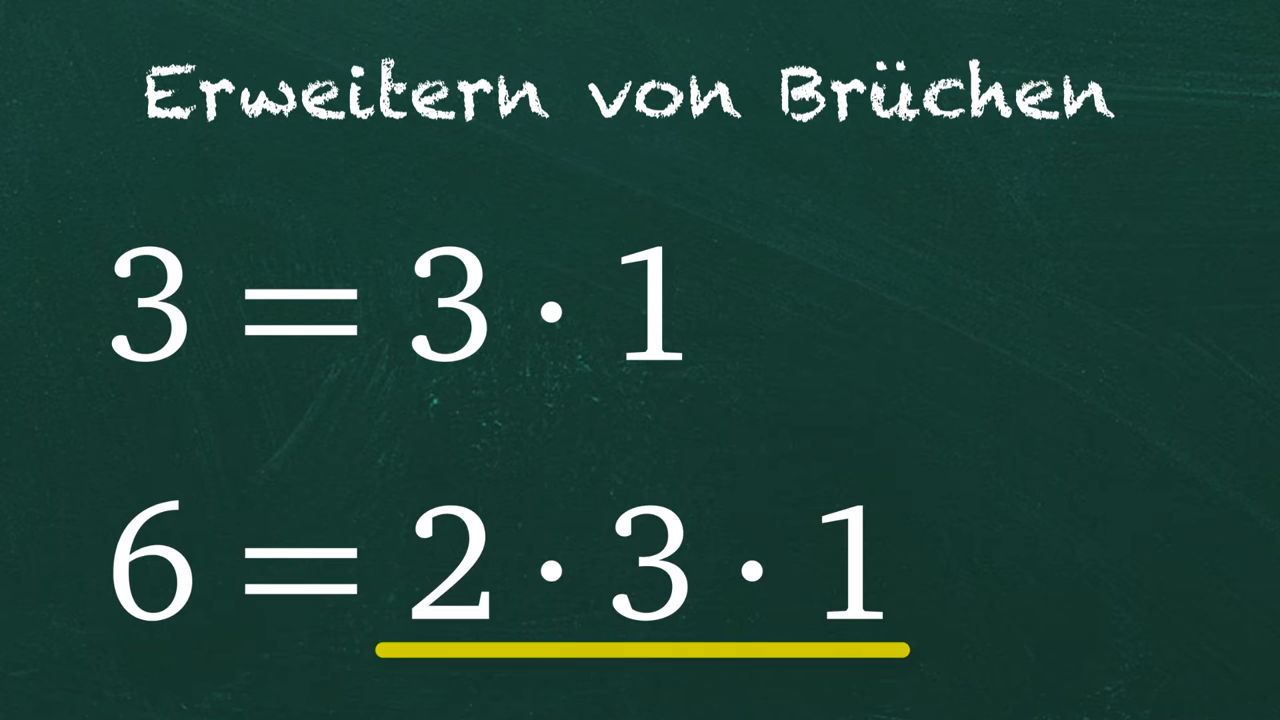 Erweitern von Brüchen
3 = 3 · 1
6 = 2 · 3 · 1